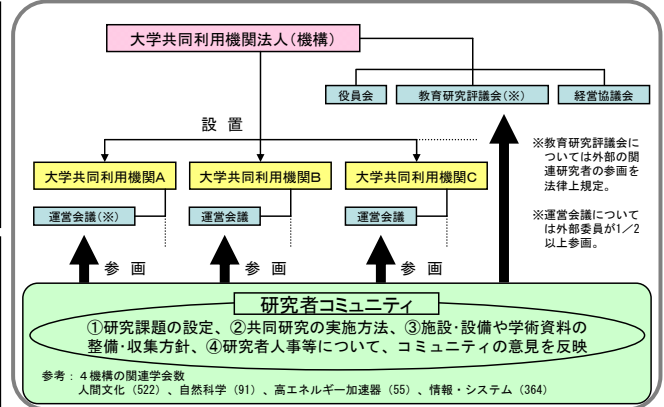 大学共同利用機関法人(機構)
役員会
教育研究評議会(※)
経営協議会
設 置
大学共同利用機関A
大学共同利用機関B
大学共同利用機関C
運営会議(※)
運営会議
運営会議
※教育研究評議会に
ついては外部の関
連研究者の参画を
法律上規定。
※運営会議について
は外部委員が1/2
以上参画。
参 画
参 画
参 画
研究者コミュニティ
①研究課題の設定、②共同研究の実施方法、③施設・設備や学術資料の
整備・収集方針、④研究者人事等について、コミュニティの意見を反映
参考:4機構の関連学会数
人間文化(522)、自然科学(91)、高エネルギー加速器(55)、情報・システム(364)